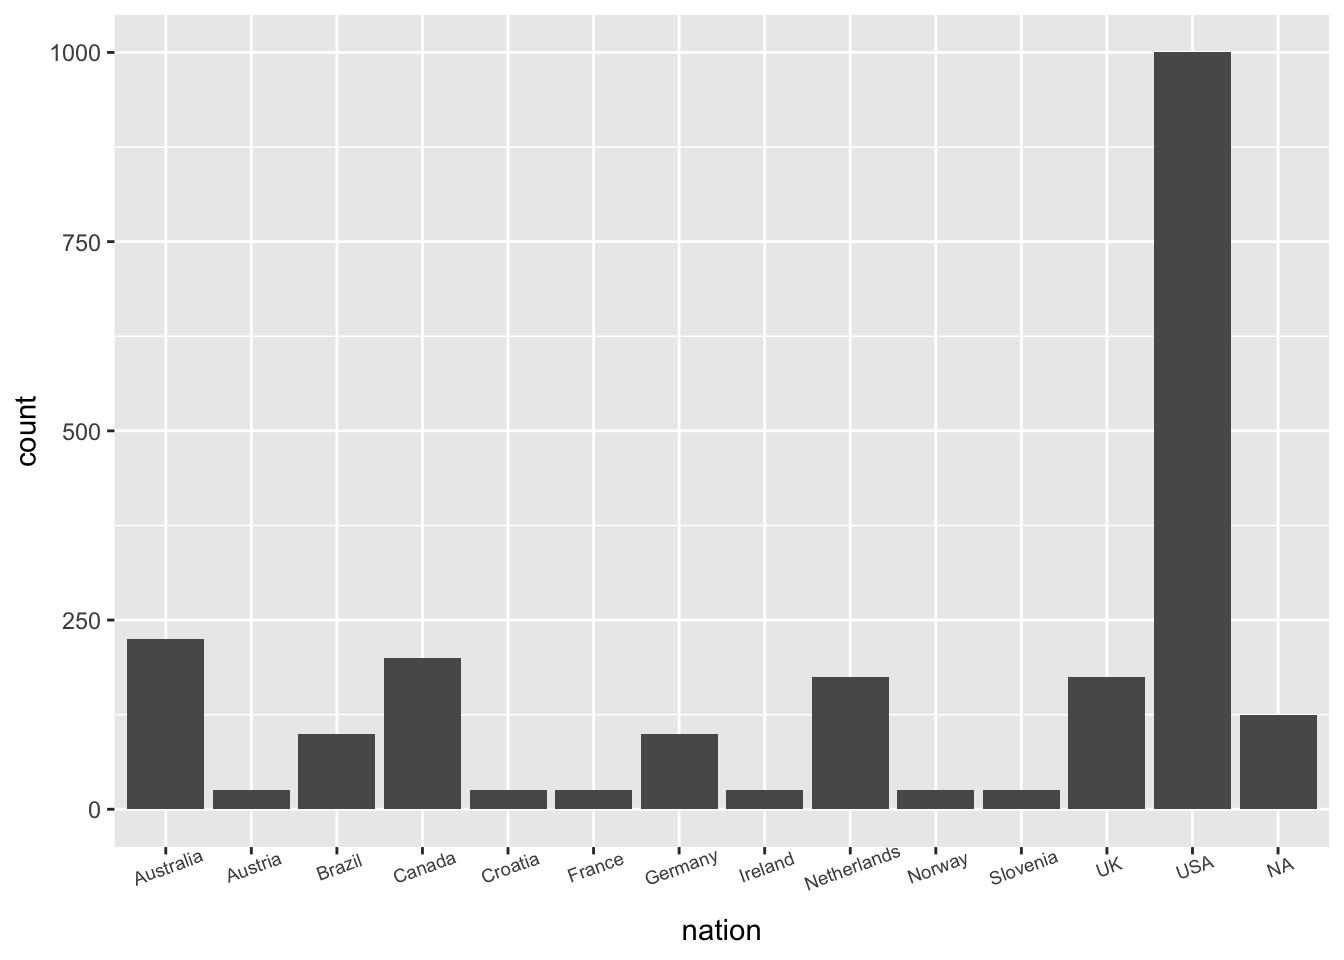 1000
750
500
250
0
count
Australia
Austria
Brazil
Canada
Croatia
France
Germany
Ireland
Netherlands
Norway
Slovenia
UK
USA
NA
nation